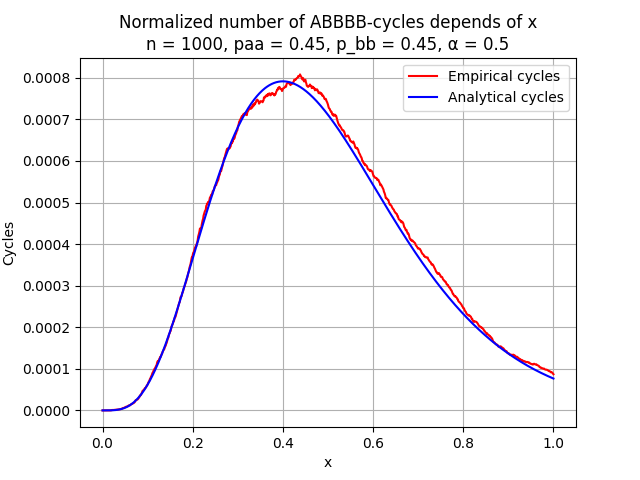 Normalized number of ABBBB-cycles depends of x
n = 1000, paa = 0.45, p_bb = 0.45, α = 0.5
Empirical cycles
Analytical cycles
Cycles
0.0008
0.0007
0.0006
0.0005
0.0004
0.0003
0.0002
0.0001
0.0000
0.0 0.2 0.4 0.6 0.8 1.0
x